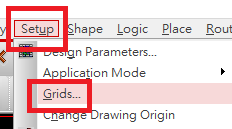 Setup Shape Logic Place
Design Parameters...
Application Mode
Grids...
Change Drawing Origin